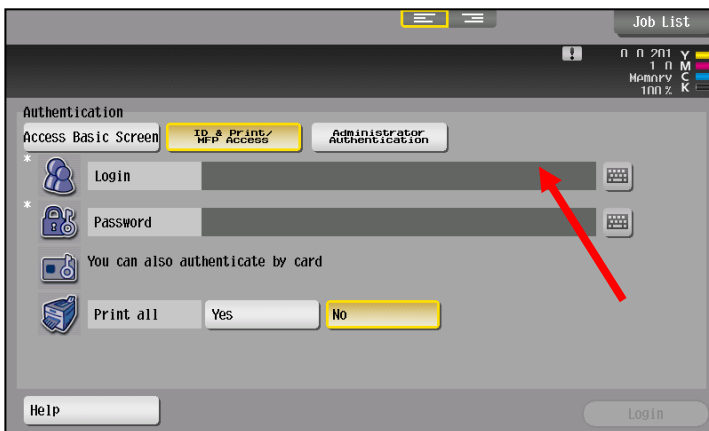 Job List
Y
M
Memory C
100% K
Authentication
Access Basic Screen
ID & Print/
MFP Access
Administrator
Authentication
* Login
* Password
You can also authenticate by card
Print all Yes No
Help Login